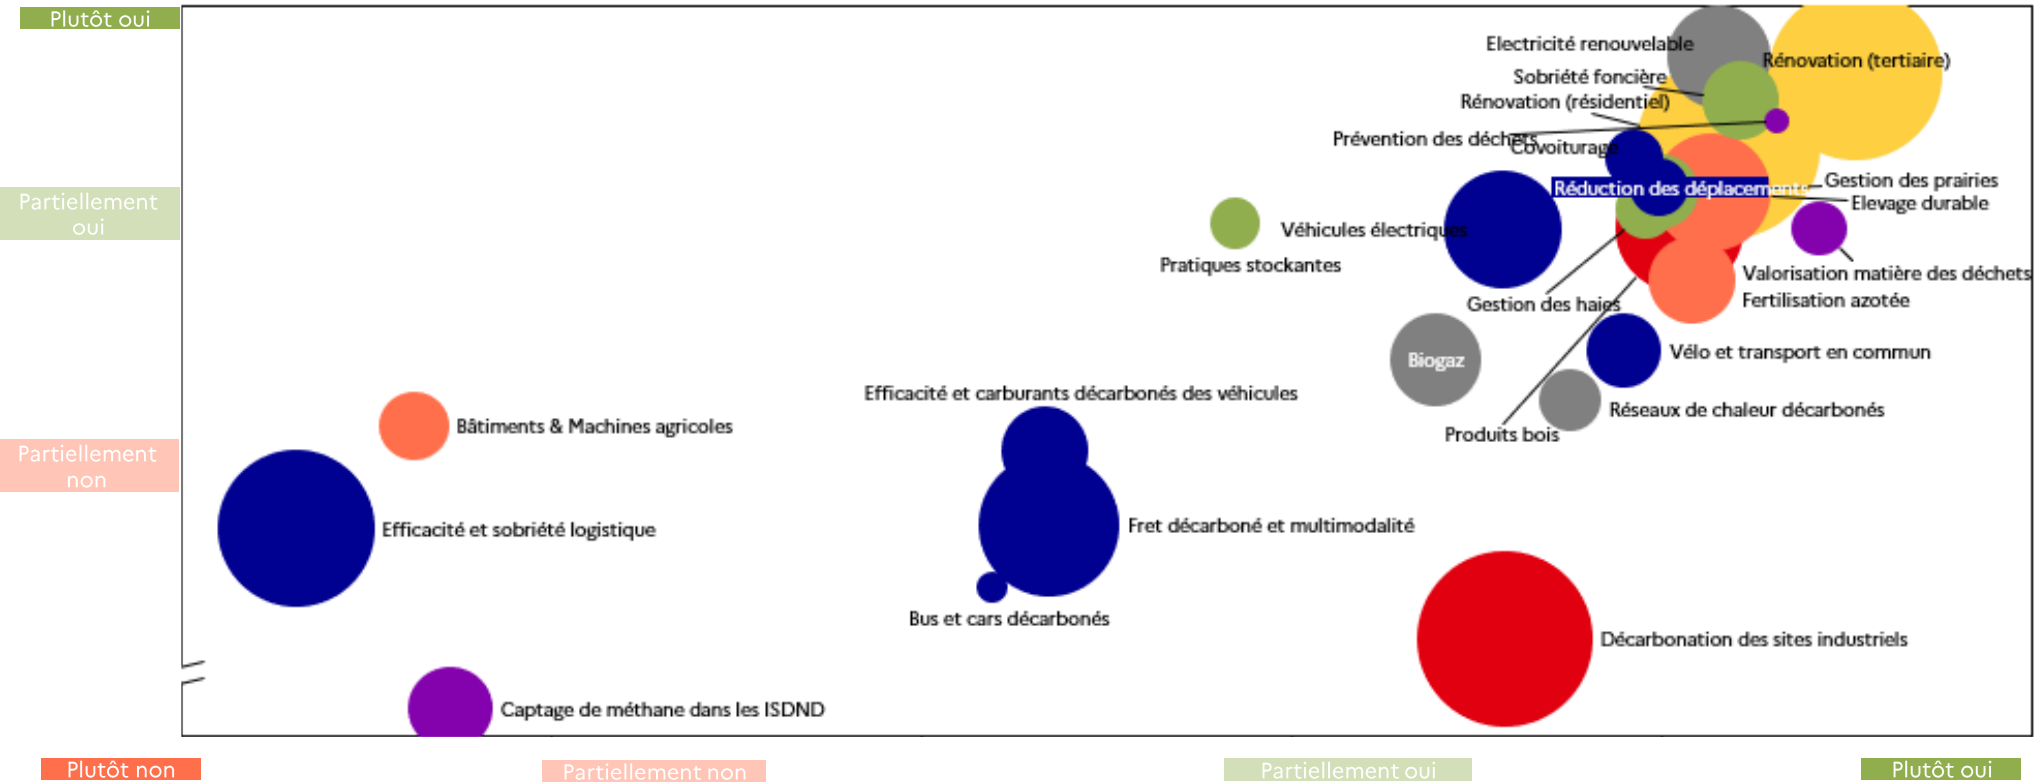 Plutôt oui
Electricité renouvelable
Rénovation (tertiaire)
Sobriété foncière
Rénovation (résidentiel)
Prévention des déchets
Covoiturage
Partiellement
oui
Réduction des déplacements
Gestion des prairies
Elevage durable
Véhicules électriques
Pratiques stockantes
Valorisation matière des déchets
Gestion des haies
Fertilisation azotée
Biogaz
Vélo et transport en commun
Efficacité et carburants décarbonés des véhicules
Réseaux de chaleur décarbonés
Bâtiments & Machines agricoles
Produits bois
Partiellement
non
Efficacité et sobriété logistique
Fret décarboné et multimodalité
Bus et cars décarbonés
Décarbonation des sites industriels
Captage de méthane dans les ISDND
Plutôt non
Partiellement non
Partiellement oui
Plutôt oui